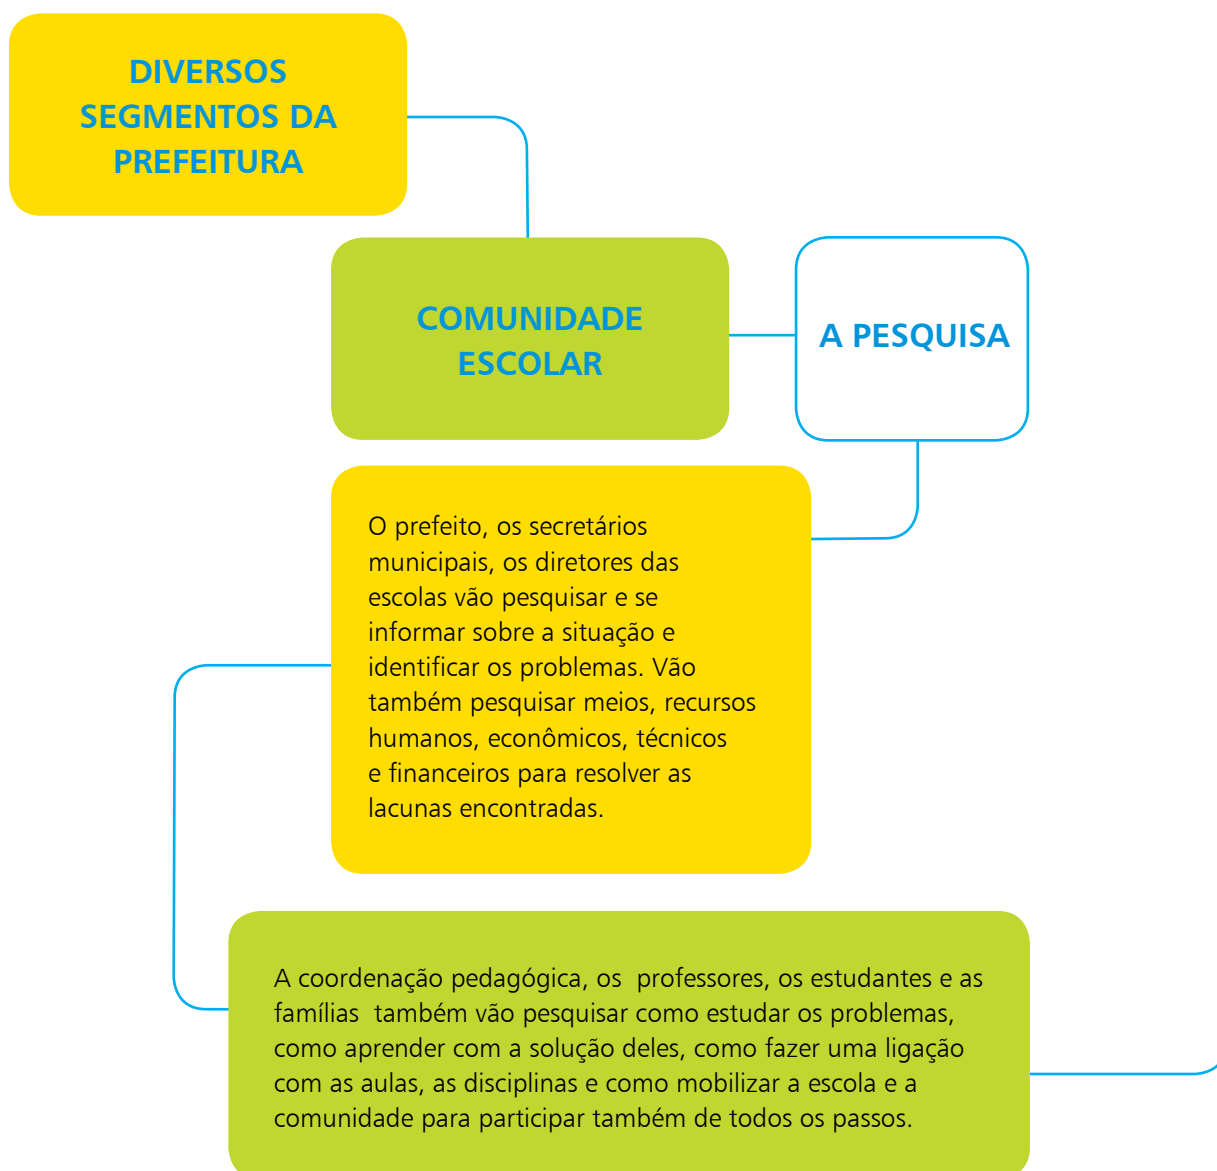 DIVERSOS
SEGMENTOS DA
PREFEITURA
COMUNIDADE
ESCOLAR
A PESQUISA
O prefeito, os secretários
municipais, os diretores das
escolas vão pesquisar e se
informar sobre a situação e
identificar os problemas. Vão
também pesquisar meios, recursos
humanos, econômicos, técnicos
e financeiros para resolver as
lacunas encontradas.
A coordenação pedagógica, os professores, os estudantes e as
famílias também vão pesquisar como estudar os problemas,
como aprender com a solução deles, como fazer uma ligação
com as aulas, as disciplinas e como mobilizar a escola e a
comunidade para participar também de todos os passos.